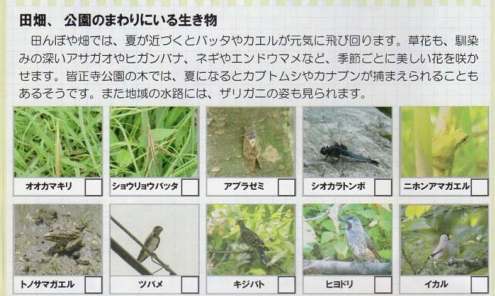 田畑、公園のまわりにいる生き物
田んぼや畑では、夏が近づくとバッタやカエルが元気に飛び回ります。草花も、馴染
みの深いアサガオやヒガンバナ、ネギやエンドウマメなど、季節ごとに美しい花を咲か
せます。皆正寺公園の木では、夏になるとカブトムシやカナブンが捕まえられることも
あるそうです。また地域の水路には、ザリガニの姿も見られます。
オオカマキリ ショウリョウバッタ アブラゼミ シオカラトンボ ニホンアマガエル
トノサマガエル ツバメ キジバト ヒヨドリ イカル